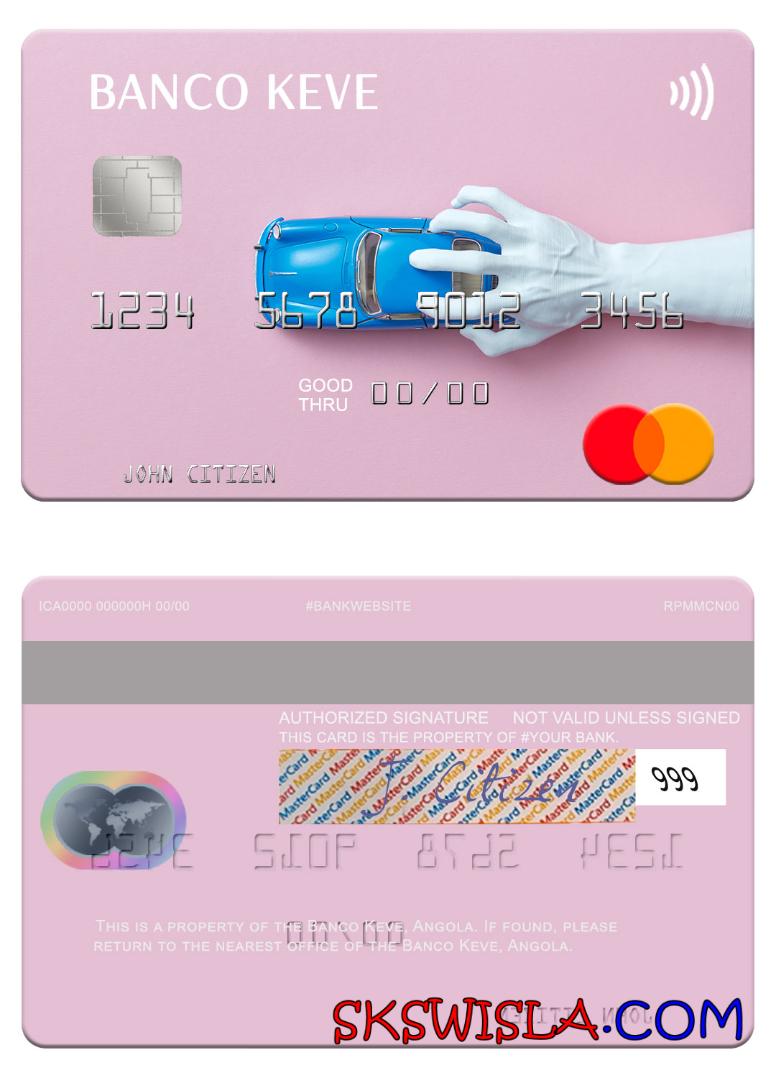 BANCO KEVE
1234 5678 9012 3456
GOOD THRU 00/00
JOHN CITIZEN
ICA0000 000000H 00/00 #BANKWEBSITE RPMMCN00
AUTHORIZED SIGNATURE NOT VALID UNLESS SIGNED
THIS CARD IS THE PROPERTY OF #YOUR BANK.
MasterCard MasterCard MasterCard
J Citizen
999
THIS IS A PROPERTY OF THE BANCO KEVE, ANGOLA. IF FOUND, PLEASE
RETURN TO THE NEAREST OFFICE OF THE BANCO KEVE, ANGOLA.
SKSWISLA.COM